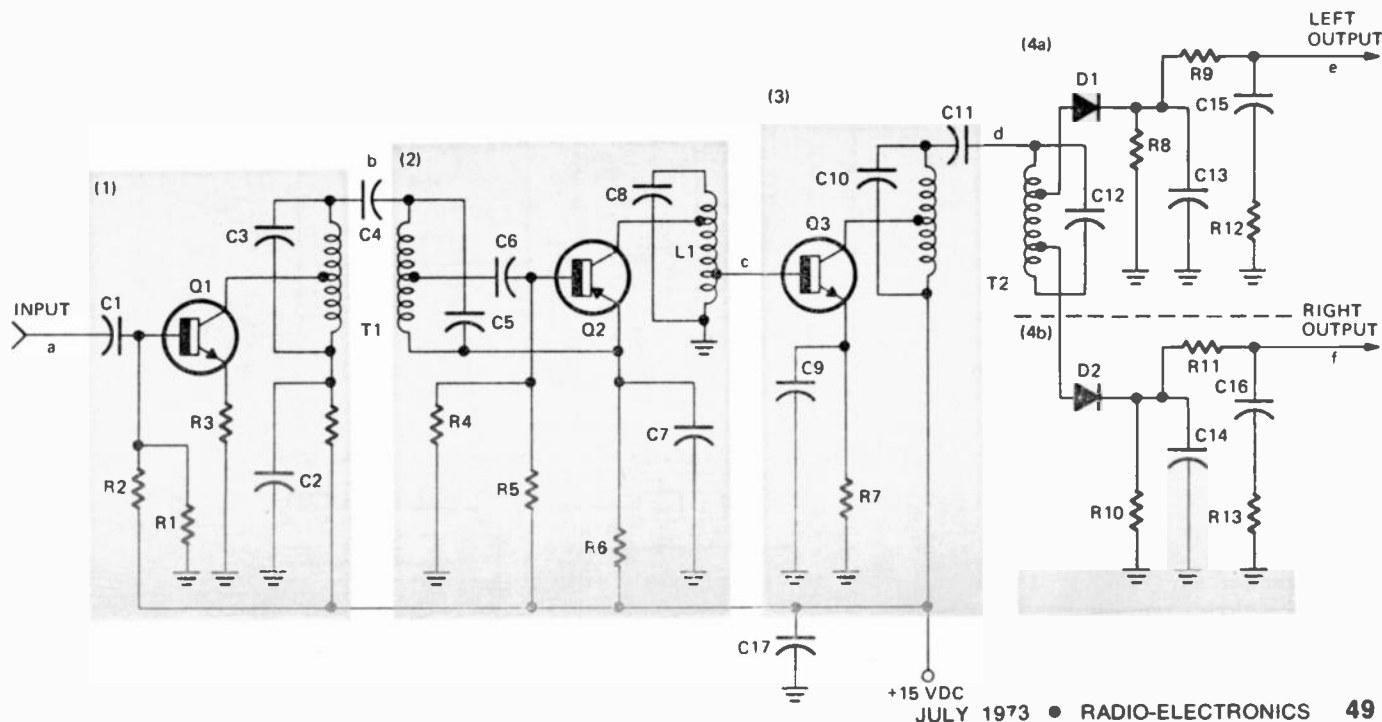 LEFT
OUTPUT
e
(4a)
R9
D1
C15
(3)
C11
d
R8
C13
R12
C10
C12
b
(2)
(1)
C8
C3
C4
C6
L1
c
Q3
T2
Q1
T1
C5
Q2
RIGHT
OUTPUT
f
(4b)
INPUT
a
C1
R11
D2
C16
C9
C14
R3
R4
C7
R2
C2
R5
R7
R1
R6
R10
R13
C17
+15 VDC
JULY 1973 ● RADIO-ELECTRONICS 49